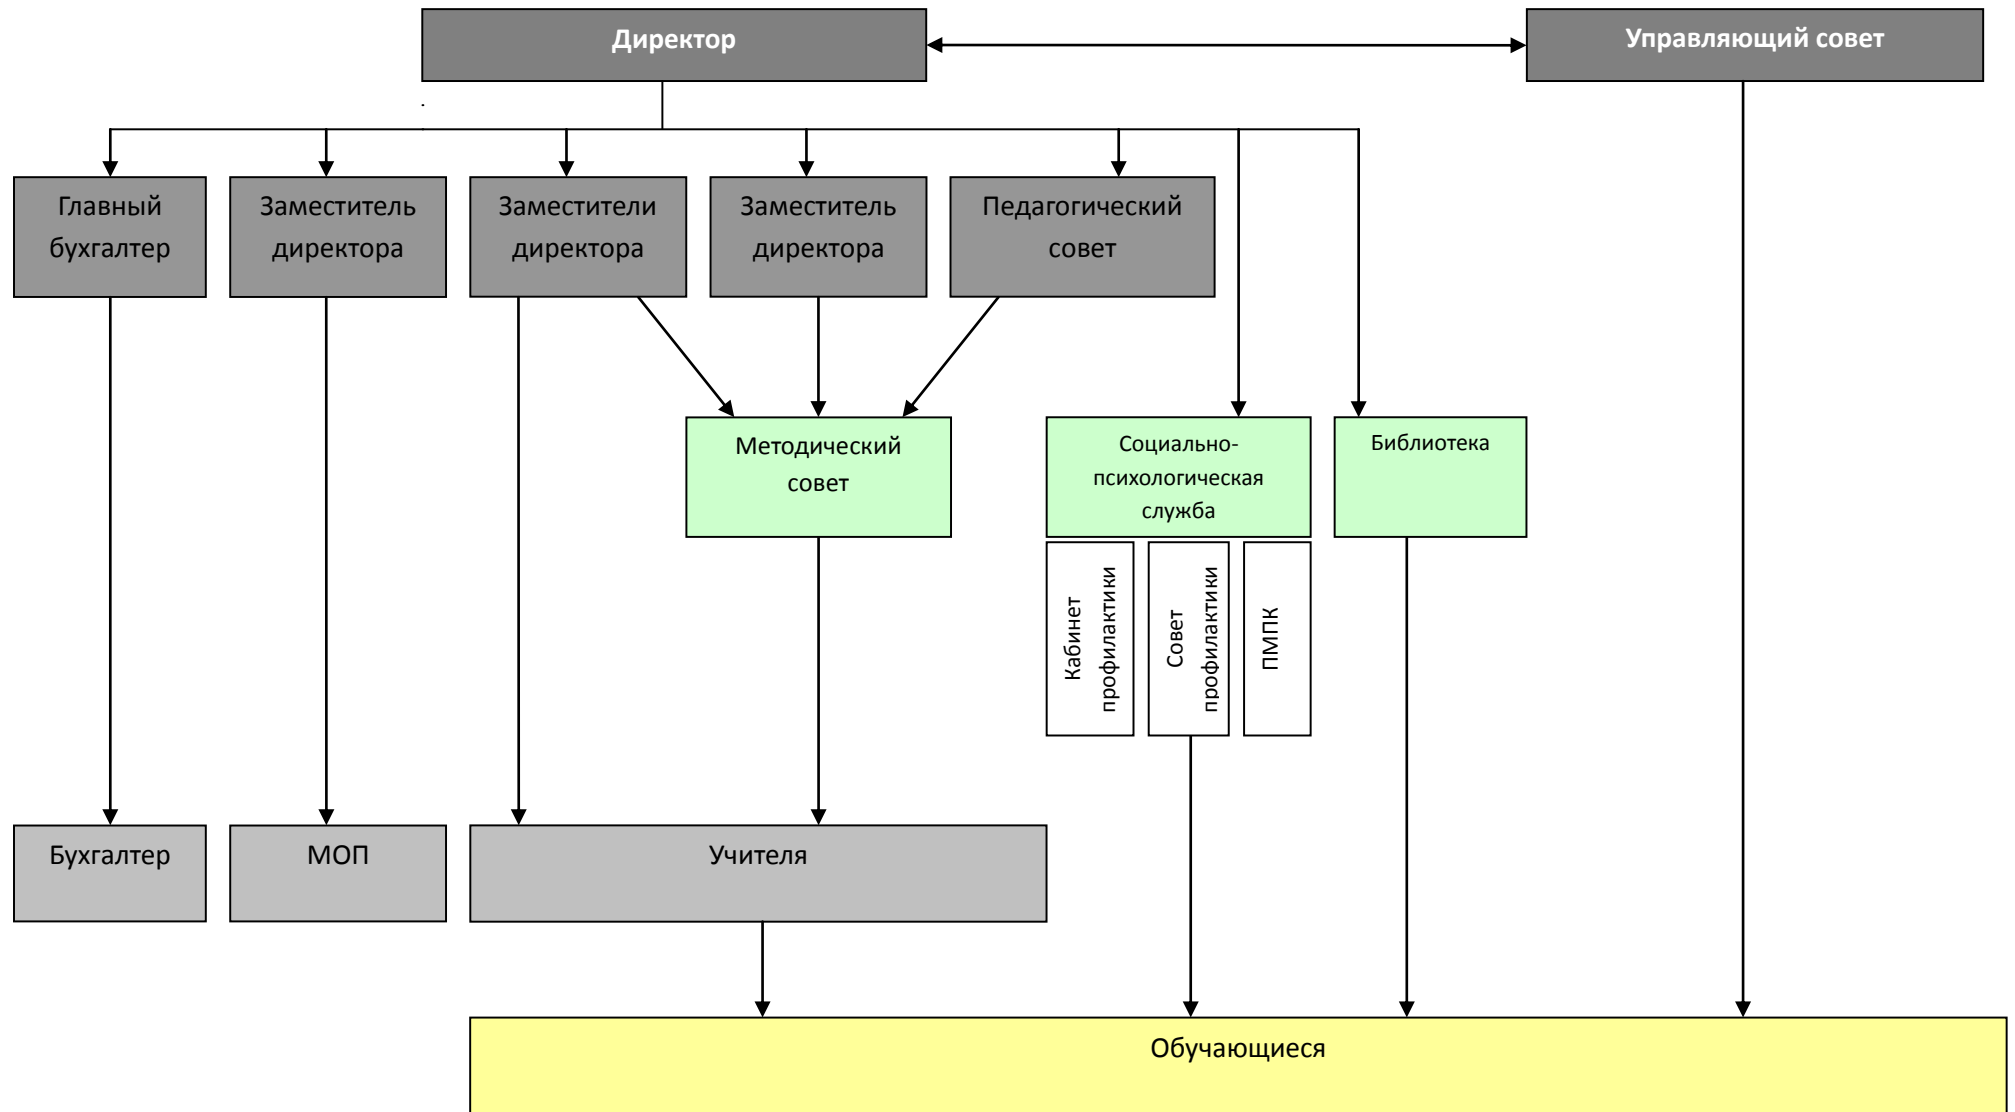 Директор
Управляющий совет
Главный
бухгалтер
Заместитель
директора
Заместители
директора
Заместитель
директора
Педагогический
совет
Методический
совет
Социально-
психологическая
служба
Библиотека
Кабинет
профилактики
Совет
профилактики
ПМПК
Бухгалтер
МОП
Учителя
Обучающиеся